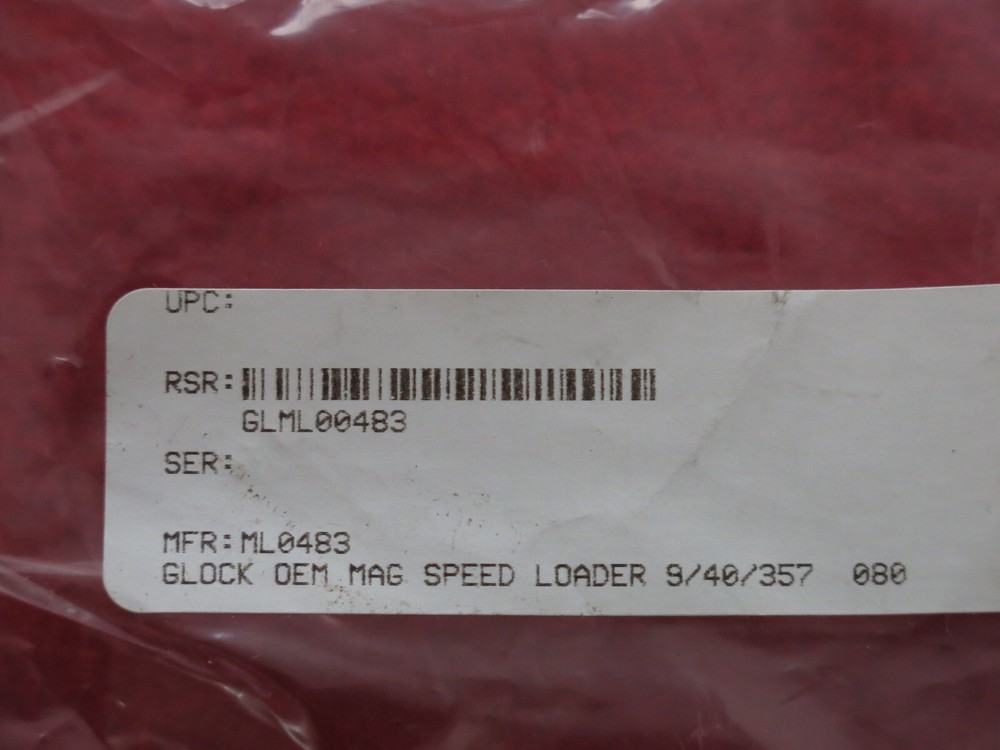 UPC:
RSR:
GLML00483
SER:
MFR:ML0483
GLOCK OEM MAG SPEED LOADER 9/40/357 080